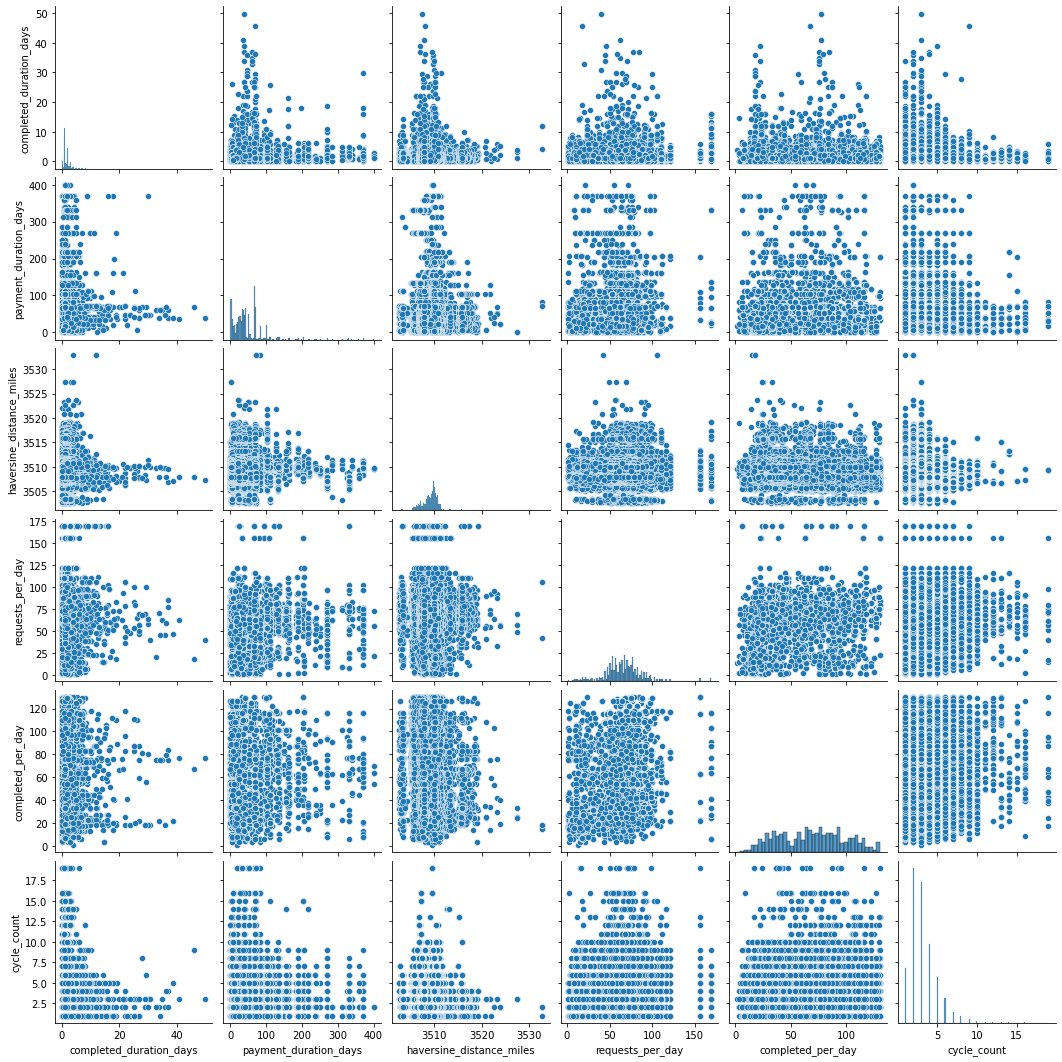 50
40
30
20
10
0
completed_duration_days
400
300
200
100
0
payment_duration_days
3530
3525
3520
3515
3510
3505
haversine_distance_miles
175
150
125
100
75
50
25
0
requests_per_day
120
100
80
60
40
20
0
completed_per_day
17.5
15.0
12.5
10.0
7.5
5.0
2.5
cycle_count
0 20 40
completed_duration_days
0 100 200 300 400
payment_duration_days
3510 3520 3530
haversine_distance_miles
0 50 100 150
requests_per_day
0 50 100
completed_per_day
5 10 15
cycle_count